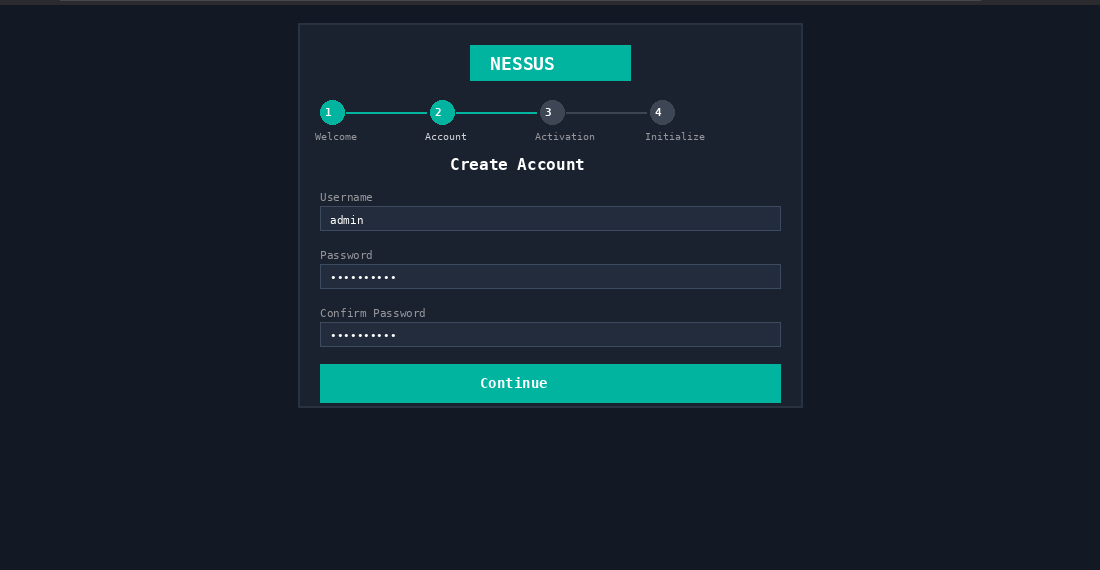 NESSUS
1 2 3 4
Welcome Account Activation Initialize
Create Account
Username
admin
Password
••••••••••
Confirm Password
••••••••••
Continue